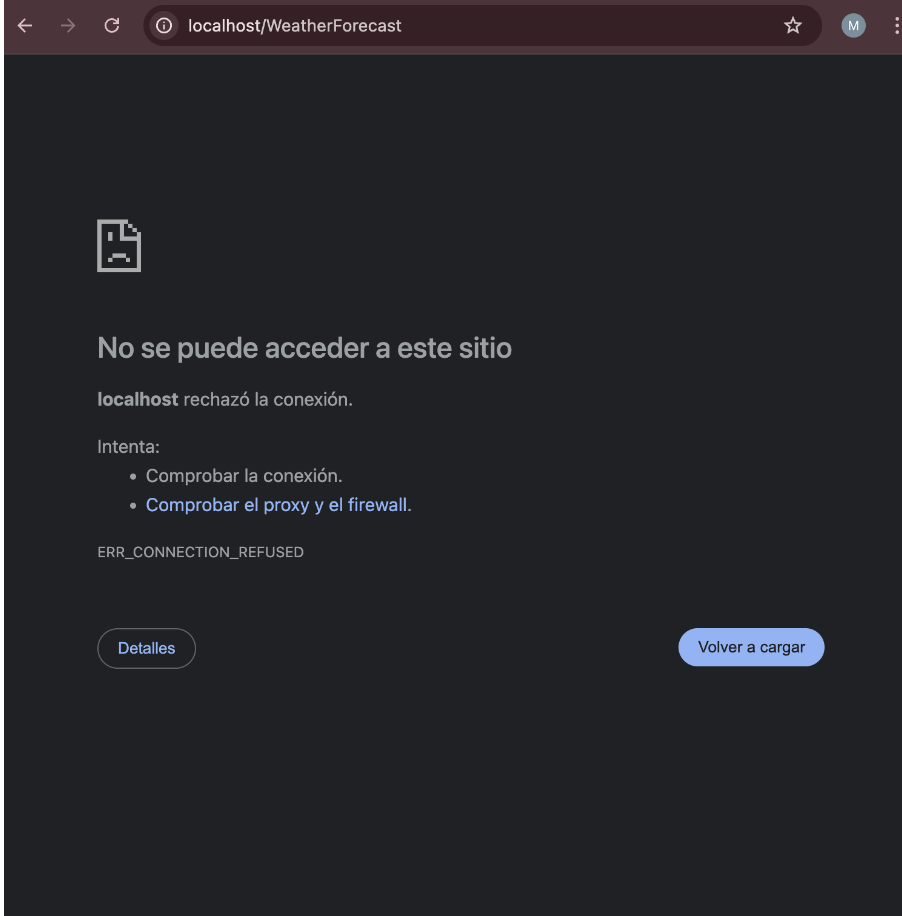 localhost/WeatherForecast
M
No se puede acceder a este sitio
localhost rechazó la conexión.
Intenta:
• Comprobar la conexión.
• Comprobar el proxy y el firewall.
ERR_CONNECTION_REFUSED
Detalles
Volver a cargar